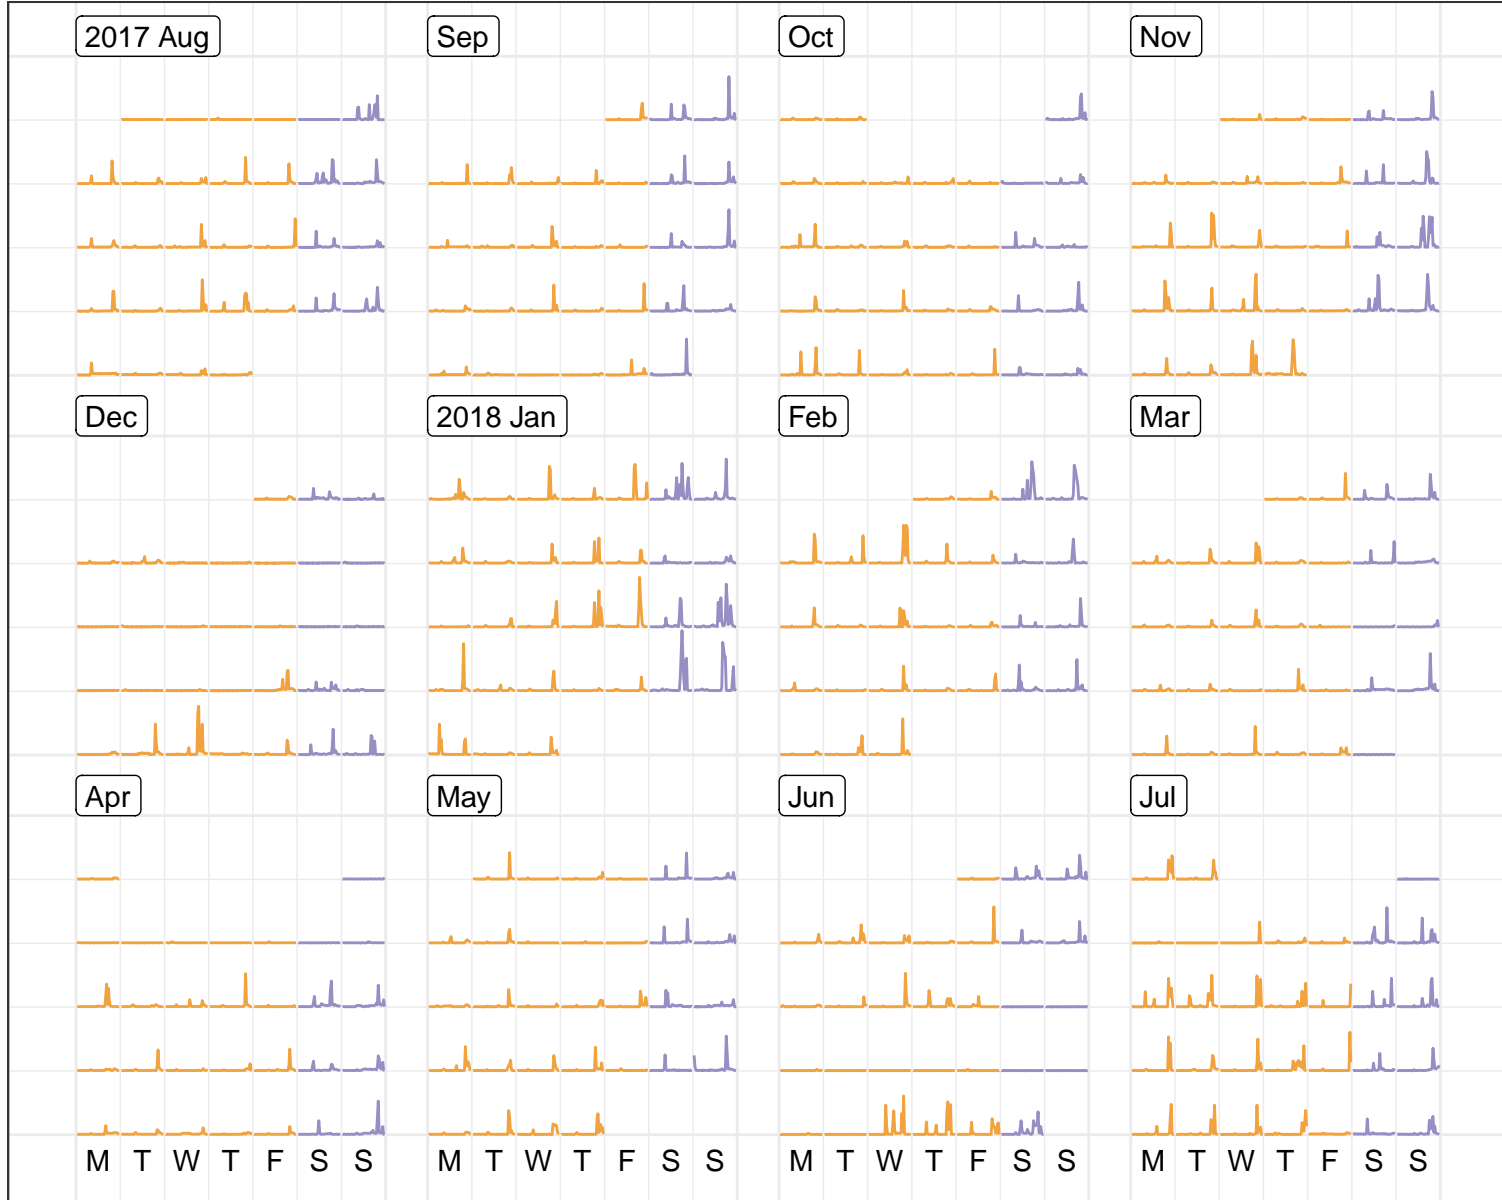 2017 Aug Sep Oct Nov
Dec 2018 Jan Feb Mar
Apr May Jun Jul
M T W T F S S M T W T F S S M T W T F S S M T W T F S S